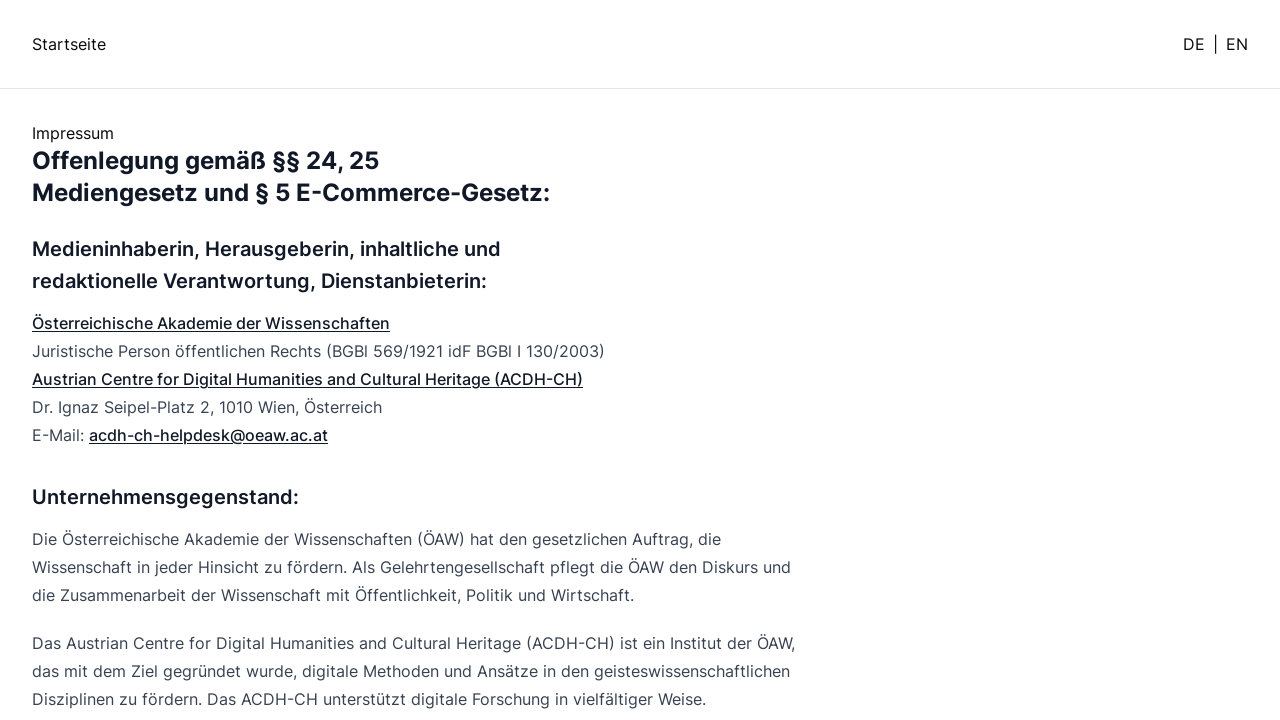 Startseite
DE | EN
Impressum
Offenlegung gemäß §§ 24, 25
Mediengesetz und § 5 E-Commerce-Gesetz:
Medieninhaberin, Herausgeberin, inhaltliche und
redaktionelle Verantwortung, Dienstanbieterin:
Österreichische Akademie der Wissenschaften
Juristische Person öffentlichen Rechts (BGBl 569/1921 idF BGBl I 130/2003)
Austrian Centre for Digital Humanities and Cultural Heritage (ACDH-CH)
Dr. Ignaz Seipel-Platz 2, 1010 Wien, Österreich
E-Mail: acdh-ch-helpdesk@oeaw.ac.at
Unternehmensgegenstand:
Die Österreichische Akademie der Wissenschaften (ÖAW) hat den gesetzlichen Auftrag, die
Wissenschaft in jeder Hinsicht zu fördern. Als Gelehrtengesellschaft pflegt die ÖAW den Diskurs und
die Zusammenarbeit der Wissenschaft mit Öffentlichkeit, Politik und Wirtschaft.
Das Austrian Centre for Digital Humanities and Cultural Heritage (ACDH-CH) ist ein Institut der ÖAW,
das mit dem Ziel gegründet wurde, digitale Methoden und Ansätze in den geisteswissenschaftlichen
Disziplinen zu fördern. Das ACDH-CH unterstützt digitale Forschung in vielfältiger Weise.